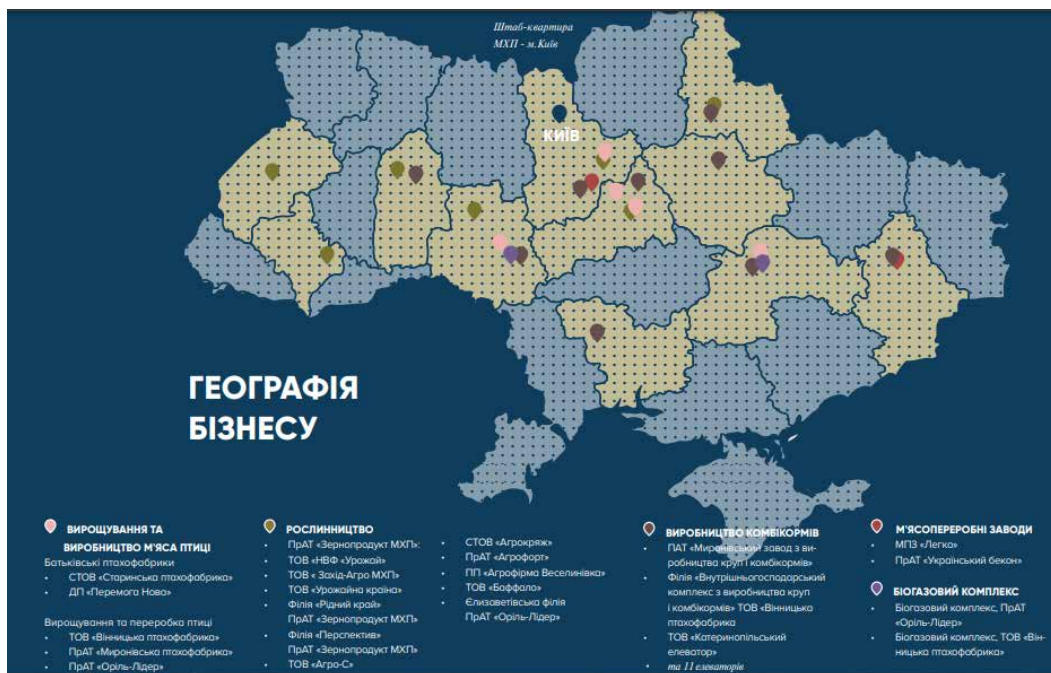 Штаб-квартира
МХП - м.Київ
КИЇВ
ГЕОГРАФІЯ
БІЗНЕСУ
ВИРОЩУВАННЯ ТА
ВИРОБНИЦТВО М'ЯСА ПТИЦІ
Батьківські птахофабрики
• СТОВ «Старинська птахофабрика»
• ДП «Перемога Нова»
Вирощування та переробка птиці
• ТОВ «Вінницька птахофабрика»
• ПрАТ «Миронівська птахофабрика»
• ПрАТ «Оріль-Лідер»
РОСЛИННИЦТВО
• ПрАТ «Зернопродукт МХП»:
• ТОВ «НВФ «Урожай»
• ТОВ « Захід-Агро МХП»
• ТОВ «Урожайна країна»
• Філія «Рідний край»
ПрАТ «Зернопродукт МХП»
• Філія «Перспектив»
ПрАТ «Зернопродукт МХП»
• ТОВ «Агро-С»
• СТОВ «Агрокряж»
• ПрАТ «Агрофорт»
• ПП «Агрофірма Веселинівка»
• ТОВ «Баффало»
• Єлизаветівська філія
ПрАТ «Оріль-Лідер»
ВИРОБНИЦТВО КОМБІКОРМІВ
• ПАТ «Миронівський завод з ви-
робництва круп і комбікормів»
• Філія «Внутрішньогосподарський
комплекс з виробництва круп
і комбікормів» ТОВ «Вінницька
птахофабрика
• ТОВ «Катеринопільський
елеватор»
• та 11 елеваторів
М'ЯСОПЕРЕРОБНІ ЗАВОДИ
• МПЗ «Легко»
• ПрАТ «Український бекон»
БІОГАЗОВИЙ КОМПЛЕКС
• Біогазовий комплекс, ПрАТ
«Оріль-Лідер»
• Біогазовий комплекс, ТОВ «Він-
ницька птахофабрика»